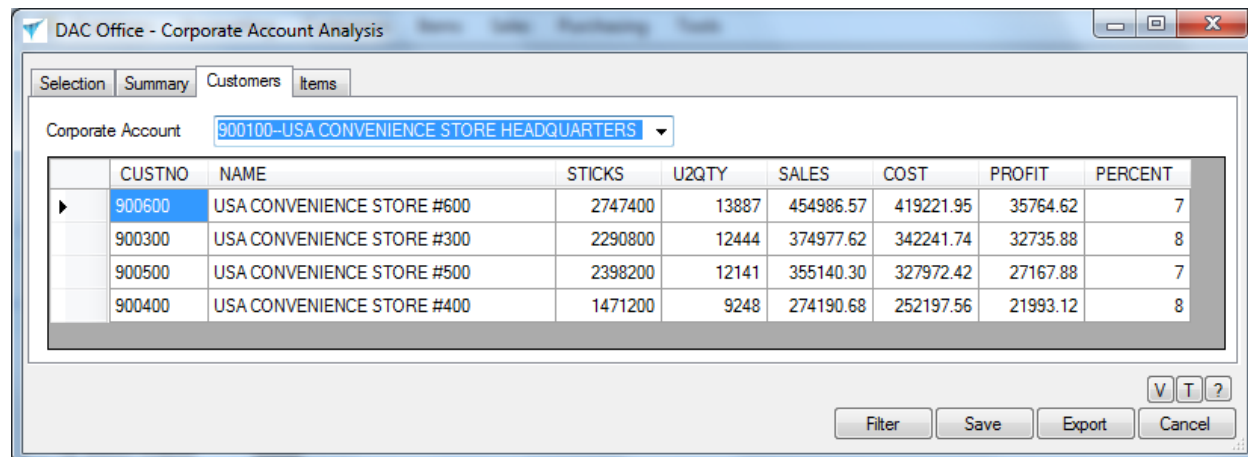 DAC Office - Corporate Account Analysis
Selection Summary Customers Items
Corporate Account 900100--USA CONVENIENCE STORE HEADQUARTERS
CUSTNO NAME STICKS U2QTY SALES COST PROFIT PERCENT
900600 USA CONVENIENCE STORE #600 2747400 13887 454986.57 419221.95 35764.62 7
900300 USA CONVENIENCE STORE #300 2290800 12444 374977.62 342241.74 32735.88 8
900500 USA CONVENIENCE STORE #500 2398200 12141 355140.30 327972.42 27167.88 7
900400 USA CONVENIENCE STORE #400 1471200 9248 274190.68 252197.56 21993.12 8
V T ?
Filter Save Export Cancel